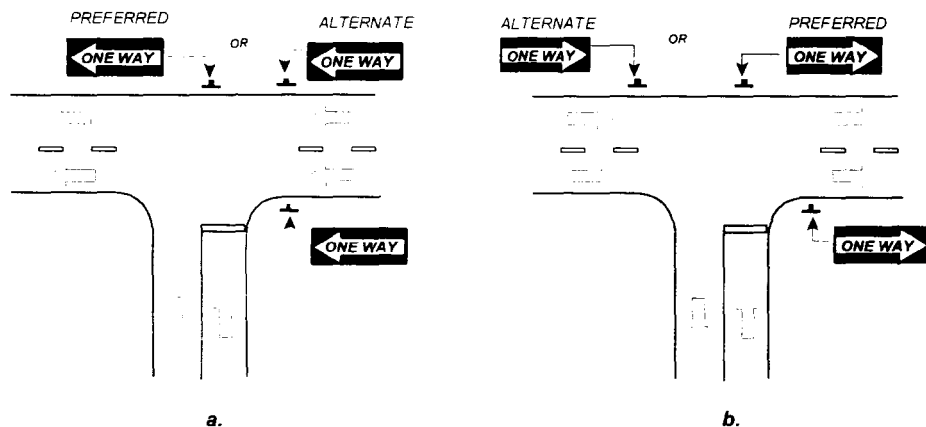 PREFERRED
OR
ALTERNATE
ONE WAY
ONE WAY
ONE WAY
a.
ALTERNATE
OR
PREFERRED
ONE WAY
ONE WAY
ONE WAY
b.